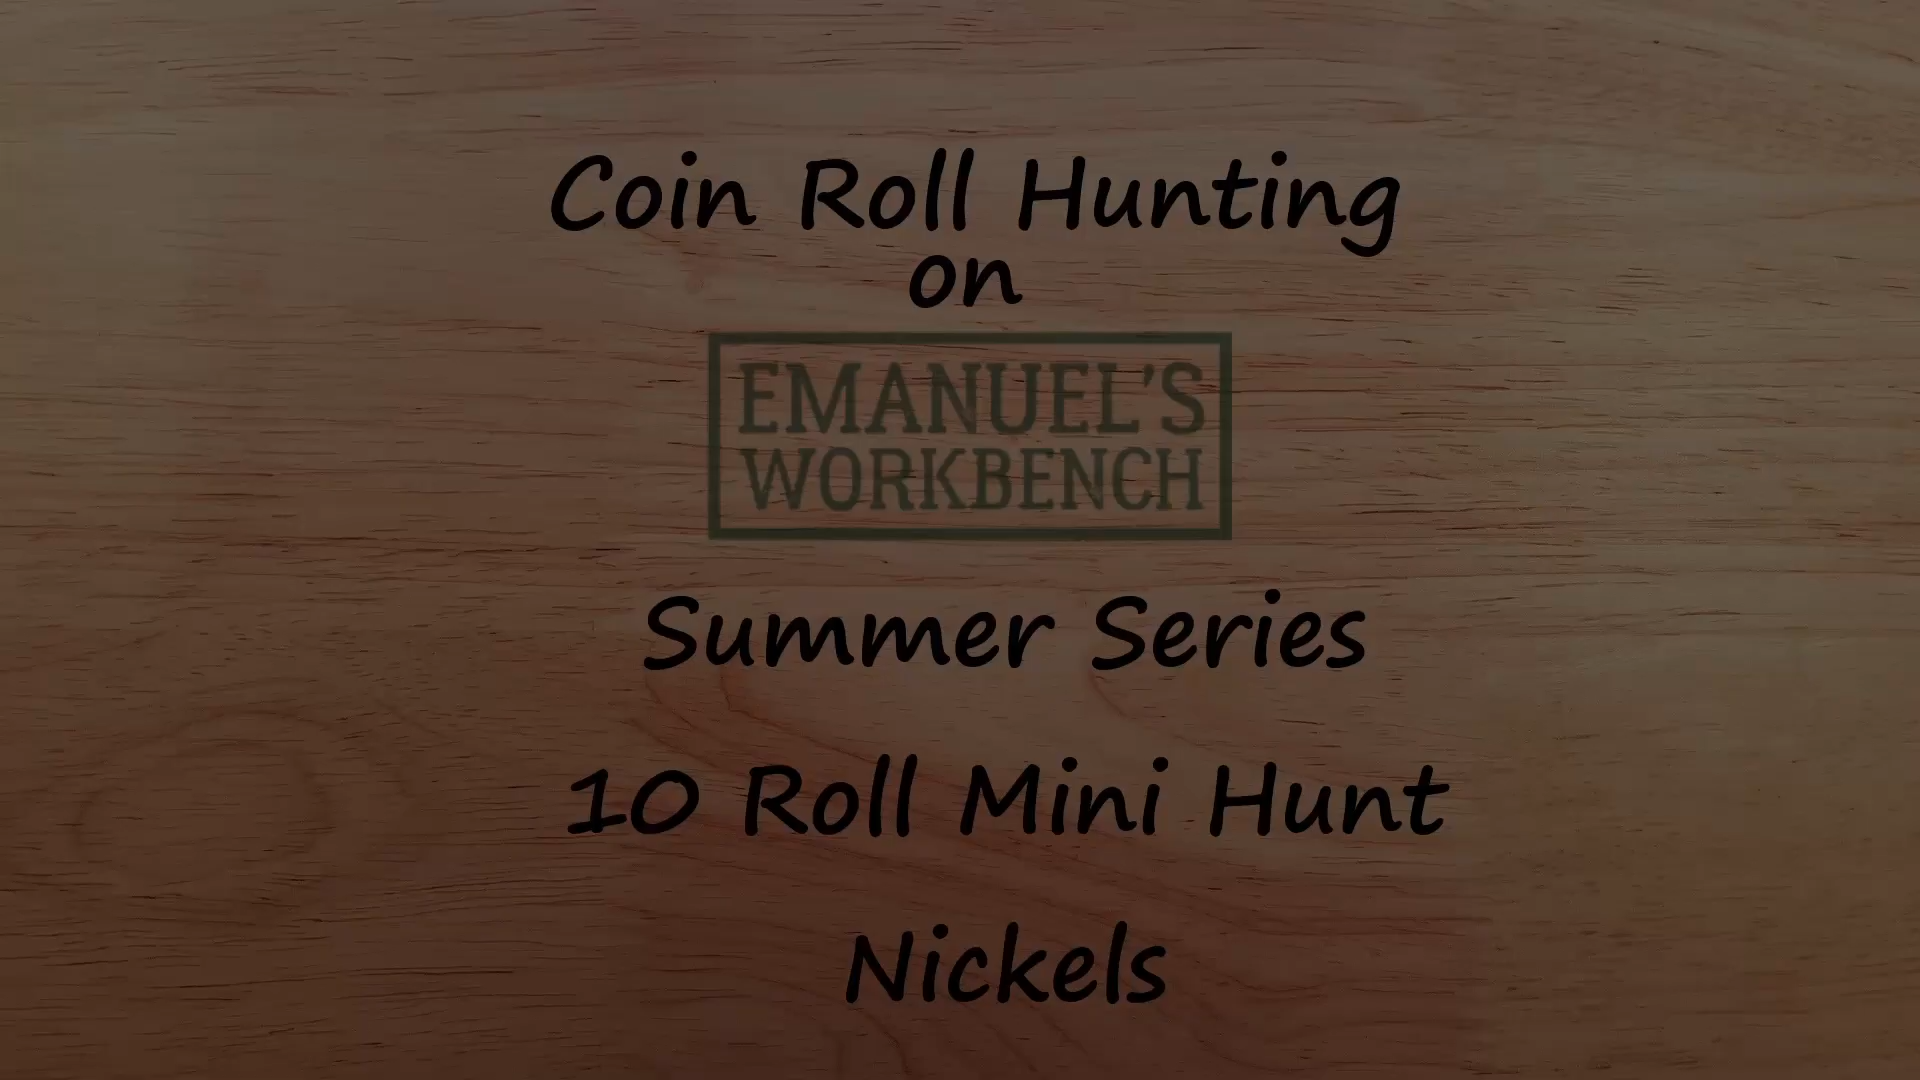 Coin Roll Hunting
on
EMANUEL'S
WORKBENCH
Summer Series
10 Roll Mini Hunt
Nickels